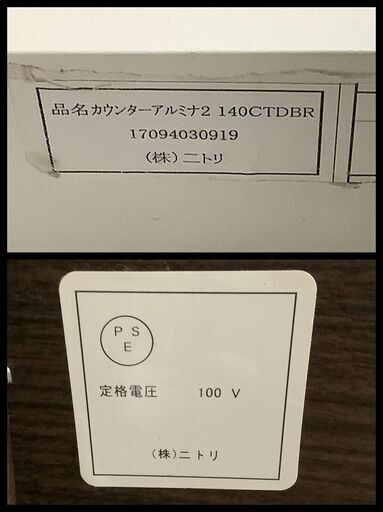 品名カウンターアルミナ2 140CTDBR
17094030919
(株)ニトリ
P S
E
定格電圧 100 V
(株)ニトリ